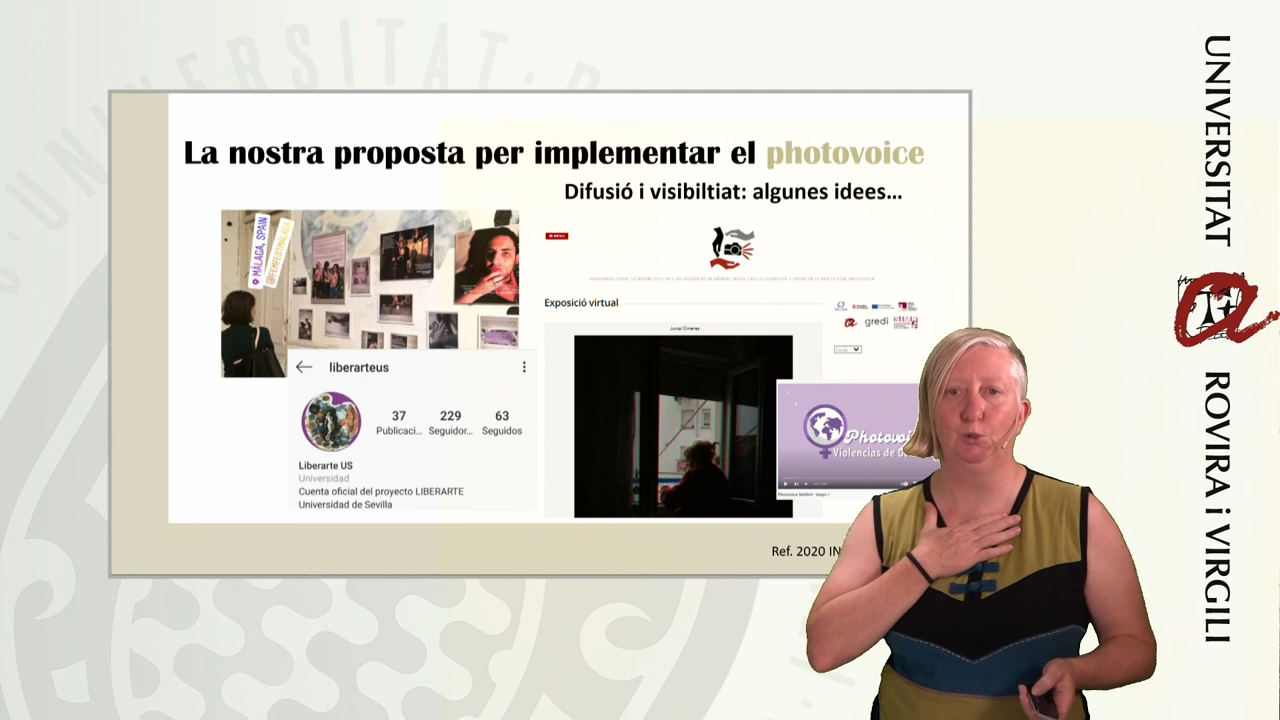 La nostra proposta per implementar el photovoice
Difusió i visibiltiat: algunes idees...
MÁLAGA, SPAIN
@FEMFESTMALAGA
Exposició virtual
gredi
liberarteus
37 229 63
Publicaci... Seguidor... Seguidos
Liberarte US
Universidad
Cuenta oficial del proyecto LIBERARTE
Universidad de Sevilla
Photovoi
Violencias de G
Ref. 2020 IN
UNIVERSITAT
ROVIRA i VIRGILI
UNIVERSITAT